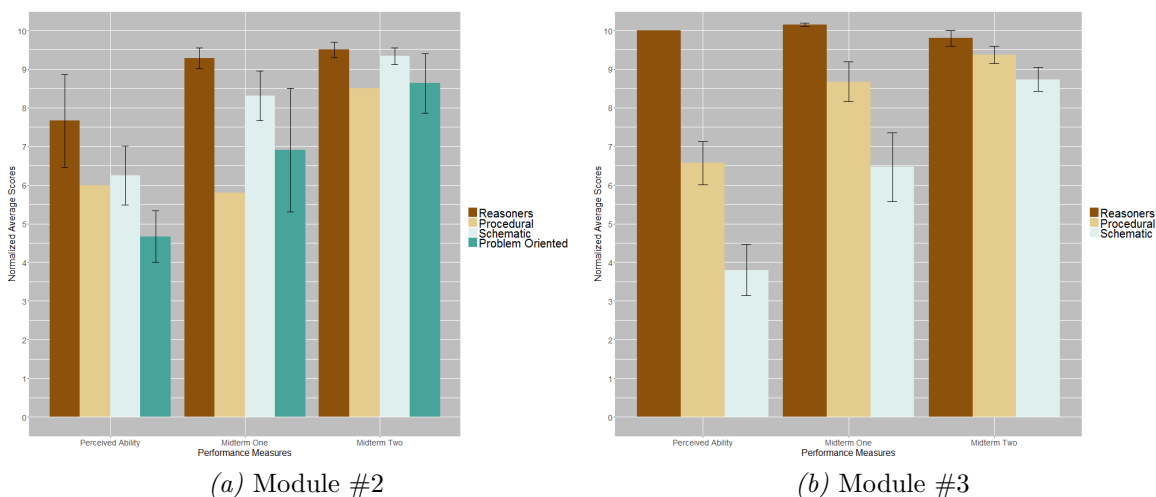 Normalized Average Scores
10
9
8
7
6
5
4
3
2
1
0
Perceived Ability Midterm One Midterm Two
Performance Measures
Reasoners
Procedural
Schematic
Problem Oriented
(a) Module #2
Normalized Average Scores
10
9
8
7
6
5
4
3
2
1
0
Perceived Ability Midterm One Midterm Two
Performance Measures
Reasoners
Procedural
Schematic
(b) Module #3